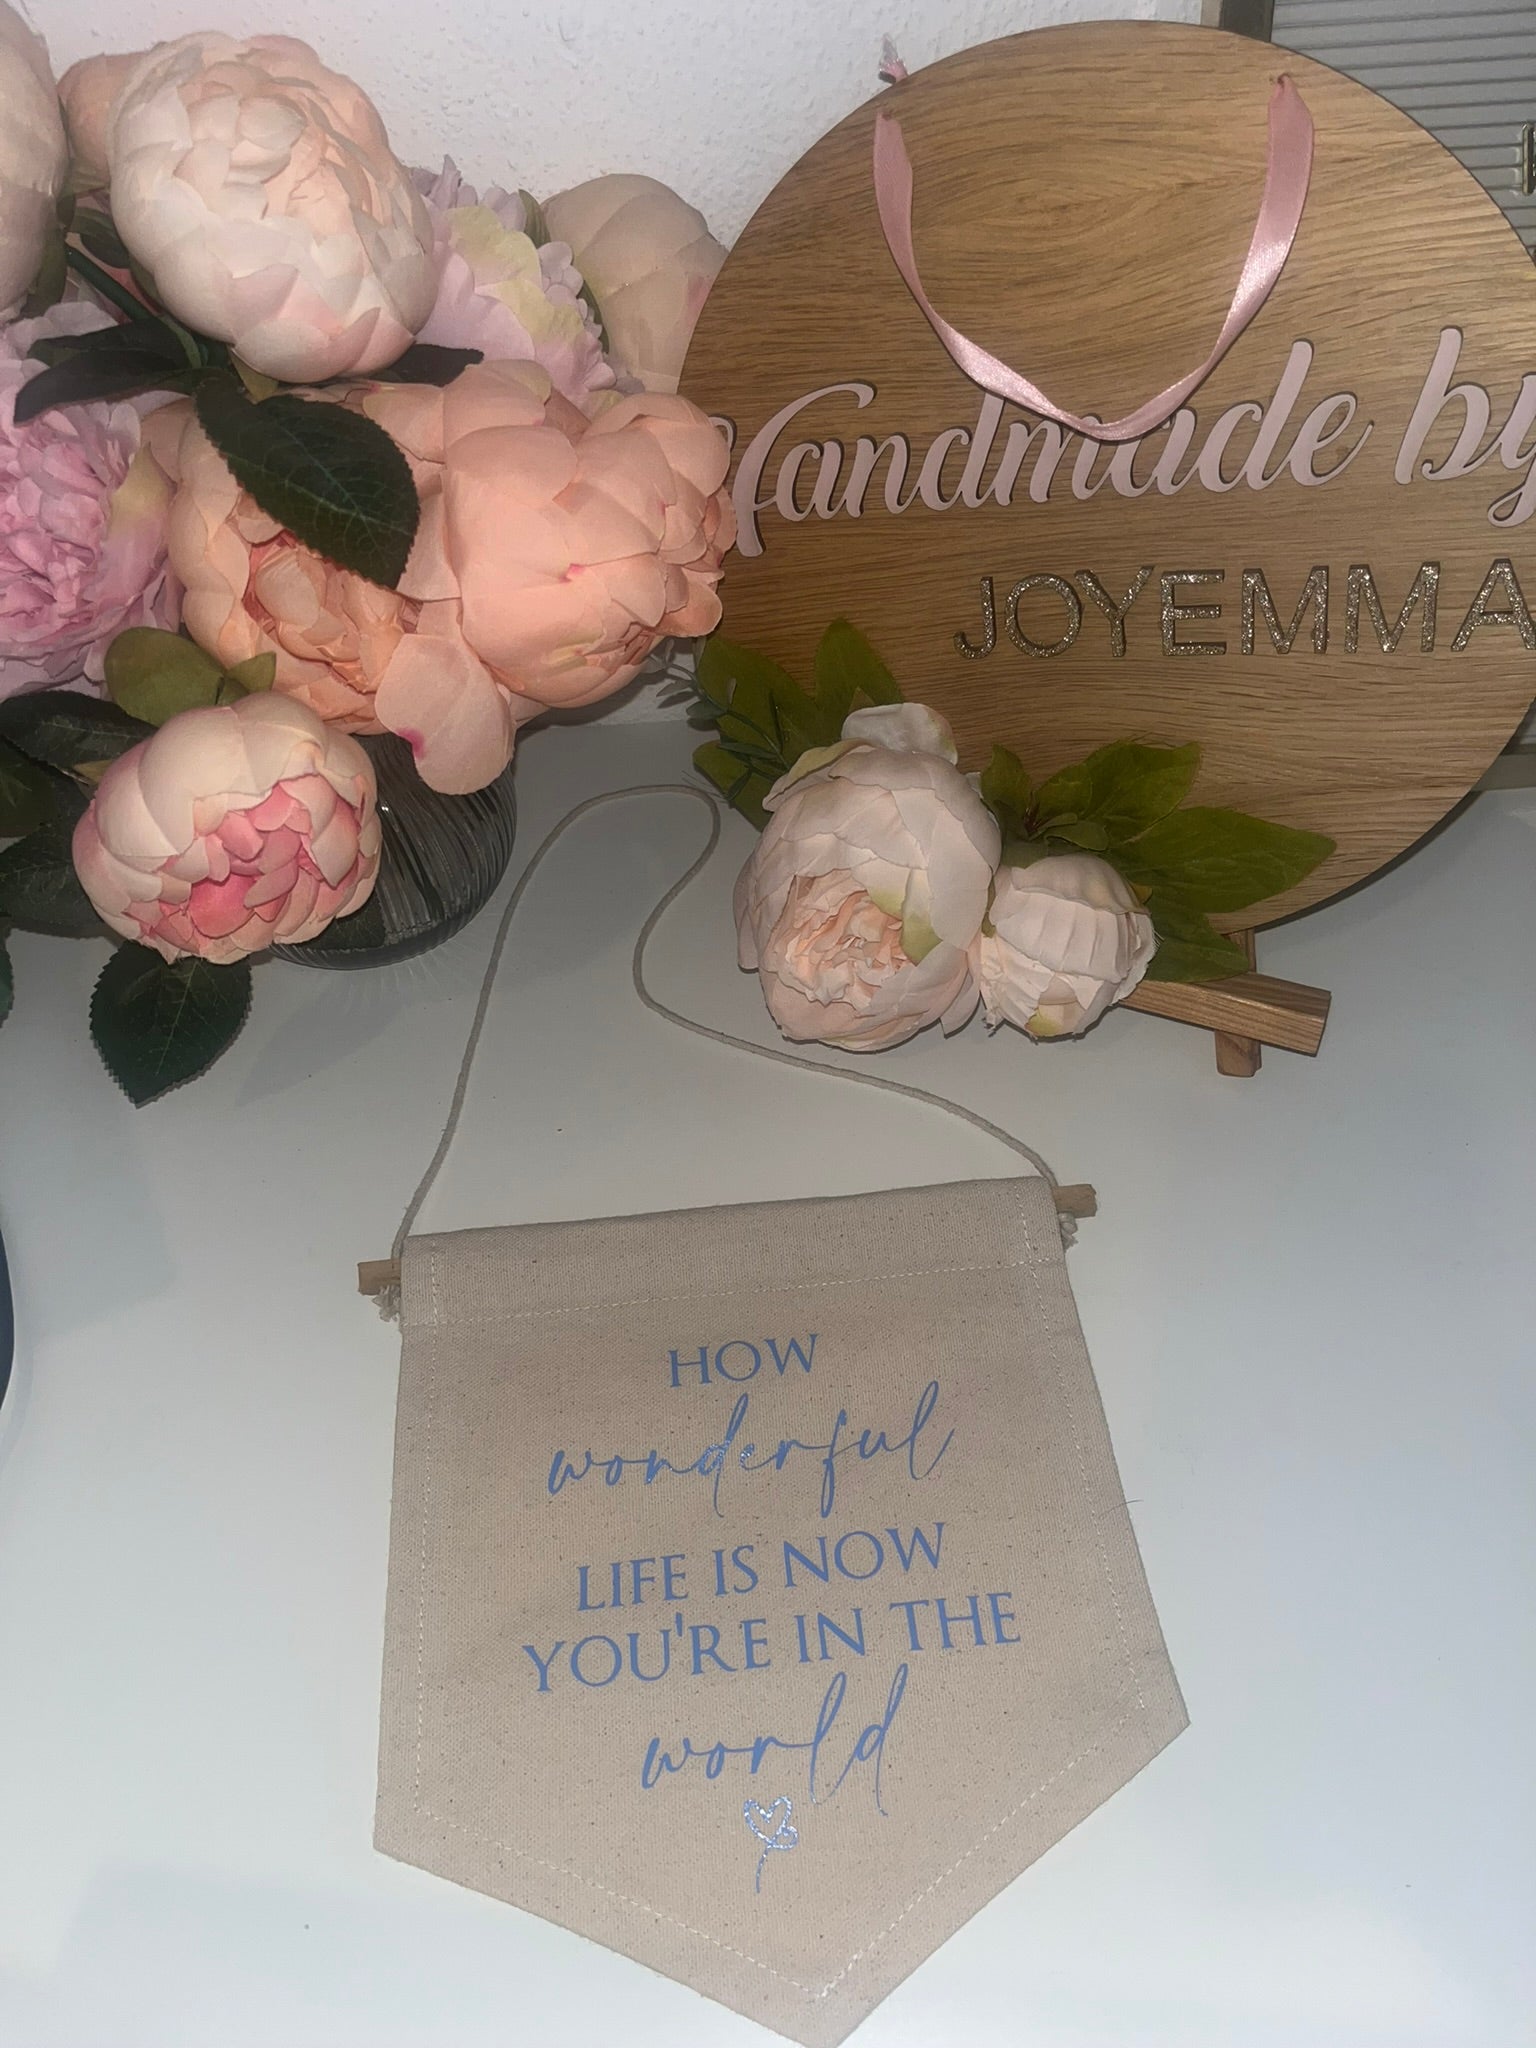 Handmade by
JOYEMMA
HOW
wonderful
LIFE IS NOW
YOU'RE IN THE
world